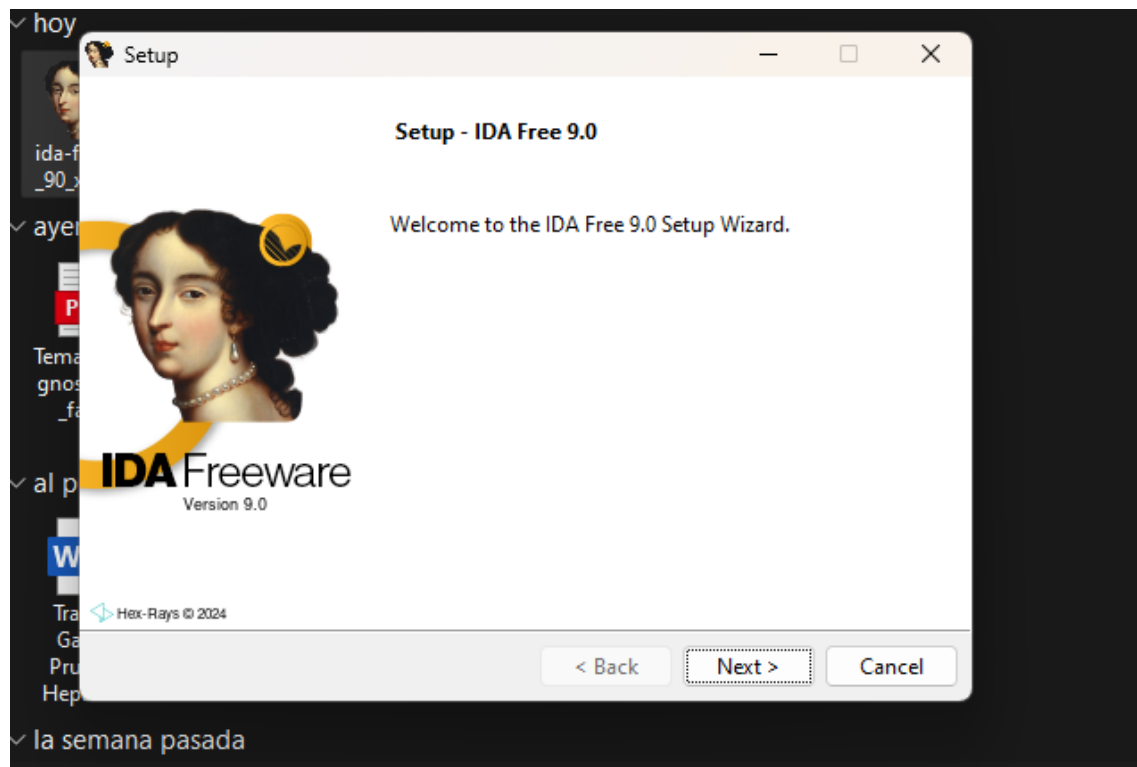 hoy
Setup
Setup - IDA Free 9.0
ida-f
_90_x
Welcome to the IDA Free 9.0 Setup Wizard.
ayer
P
Tema
gnos
_fa
IDA Freeware
Version 9.0
al p
W
Tra
Hex-Rays © 2024
Ga
Pru
Hep
< Back
Next >
Cancel
la semana pasada